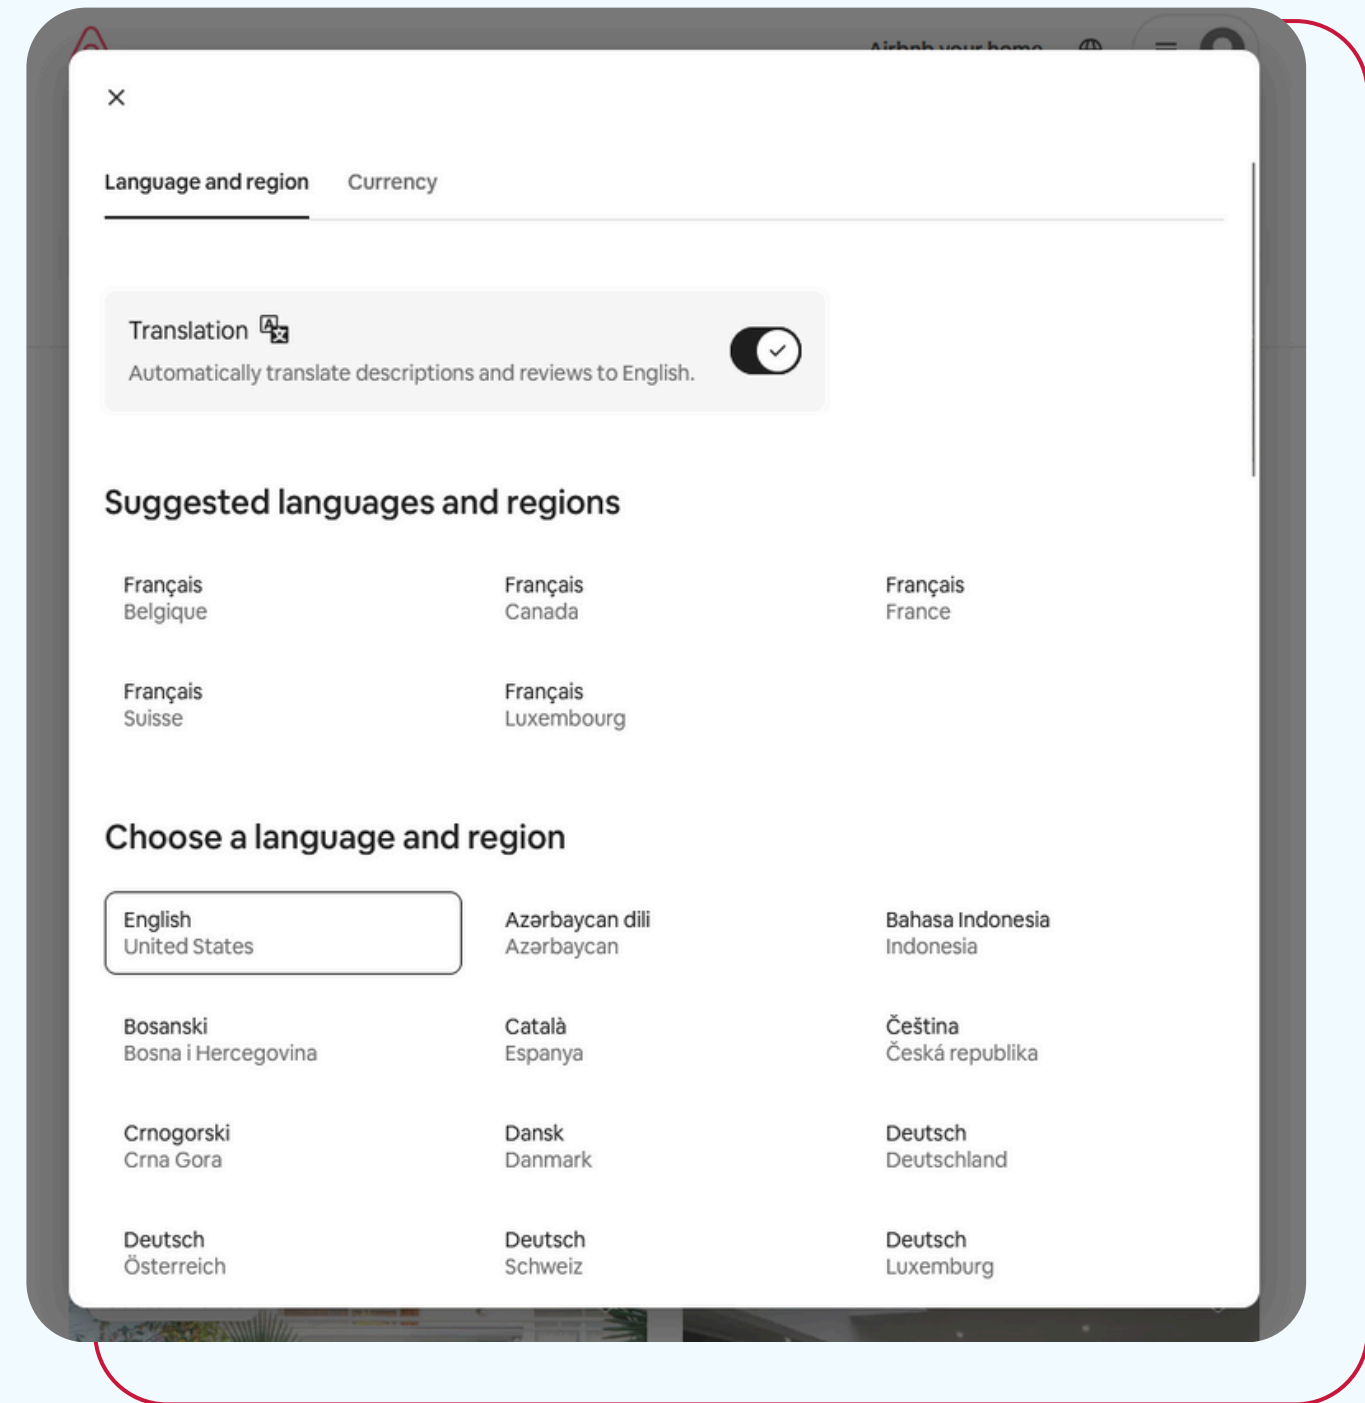 Airbnb your home
Language and region
Currency
Translation
Automatically translate descriptions and reviews to English.
Suggested languages and regions
Français
Belgique
Français
Canada
Français
France
Français
Suisse
Français
Luxembourg
Choose a language and region
English
United States
Azərbaycan dili
Azərbaycan
Bahasa Indonesia
Indonesia
Bosanski
Bosna i Hercegovina
Català
Espanya
Čeština
Česká republika
Crnogorski
Crna Gora
Dansk
Danmark
Deutsch
Deutschland
Deutsch
Österreich
Deutsch
Schweiz
Deutsch
Luxemburg